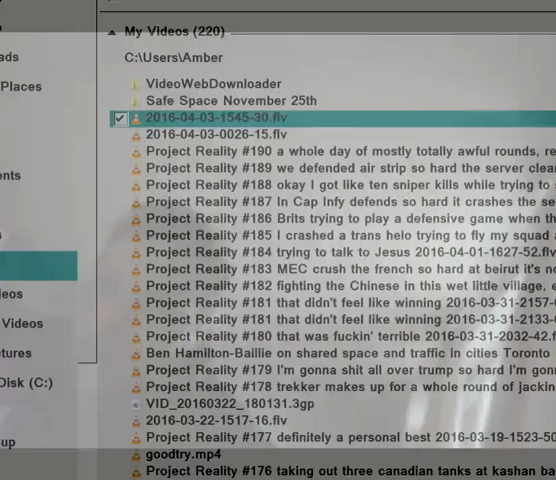 My Videos (220)
C:\Users\Amber
ads
Places
VideoWebDownloader
Safe Space November 25th
2016-04-03-1545-30.flv
2016-04-03-0026-15.flv
Project Reality #190 a whole day of mostly totally awful rounds, re
Project Reality #189 we defended air strip so hard the server clea
ents
Project Reality #188 okay I got like ten sniper kills while trying to
Project Reality #187 In Cap Infy defends so hard it crashes the se
Project Reality #186 Brits trying to play a defensive game when th
s
Project Reality #185 I crashed a trans helo trying to fly my squad
Project Reality #184 trying to talk to Jesus 2016-04-01-1627-52.flv
Project Reality #183 MEC crush the french so hard at beirut it's no
Project Reality #182 fighting the Chinese in this wet little village, e
eos
Project Reality #181 that didn't feel like winning 2016-03-31-2157-
Videos
Project Reality #181 that didn't feel like winning 2016-03-31-2133-
Project Reality #180 that was fuckin' terrible 2016-03-31-2032-42.f
ctures
Ben Hamilton-Baillie on shared space and traffic in cities Toronto
Project Reality #179 I'm gonna shit all over trump so hard I'm gonn
Disk (C:)
Project Reality #178 trekker makes up for a whole round of jackin
VID_20160322_180131.3gp
2016-03-22-1517-16.flv
up
Project Reality #177 definitely a personal best 2016-03-19-1523-50
goodtry.mp4
Project Reality #176 taking out three canadian tanks at kashan ba